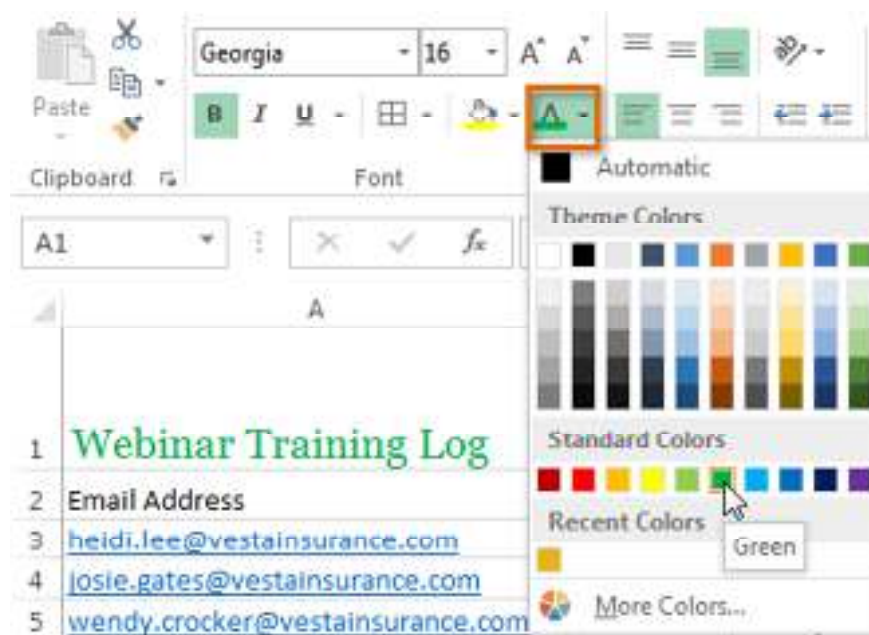 Georgia 16 A A
Paste B I U A
Clipboard Font
Automatic
Theme Colors
A1 fx
A
Standard Colors
1 Webinar Training Log
2 Email Address
Recent Colors
Green
3 heidi.lee@vestainsurance.com
4 josie.gates@vestainsurance.com
More Colors...
5 wendy.crocker@vestainsurance.com